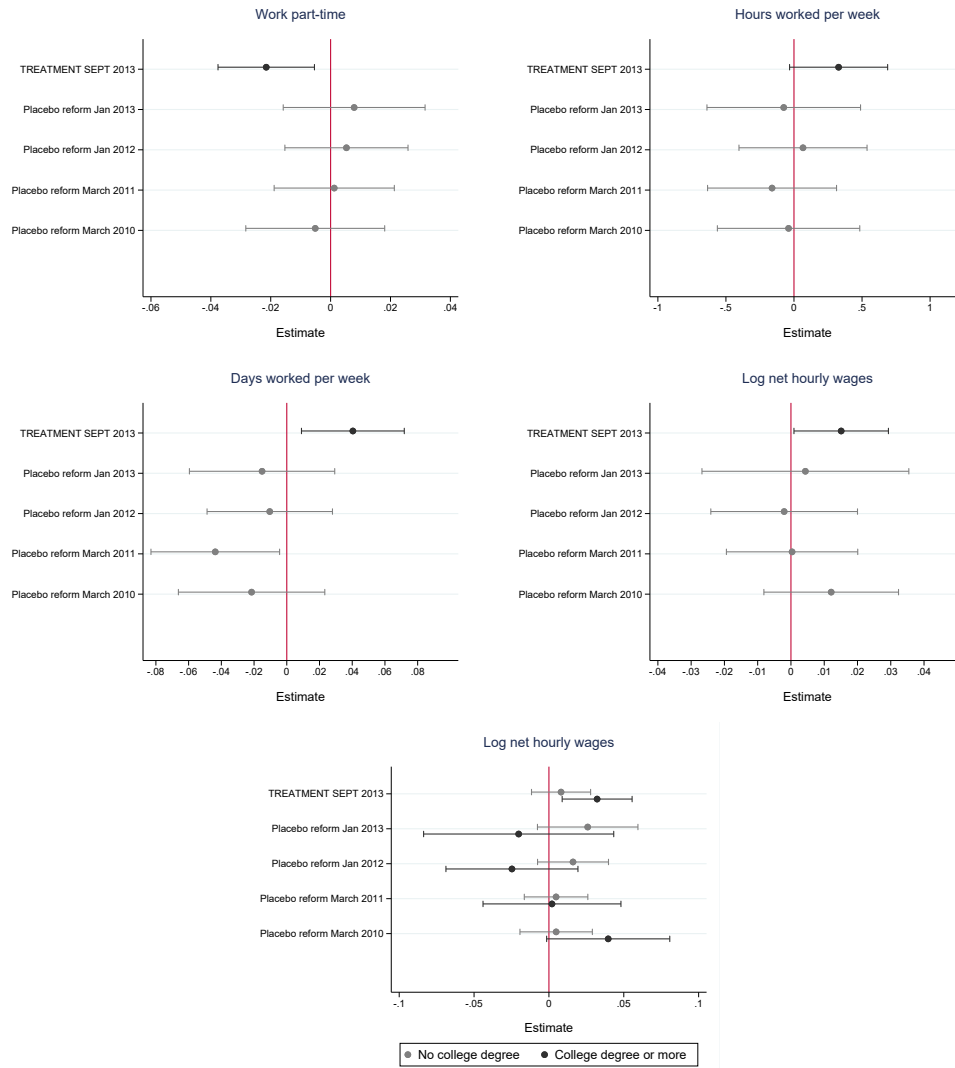 Work part-time
TREATMENT SEPT 2013
Placebo reform Jan 2013
Placebo reform Jan 2012
Placebo reform March 2011
Placebo reform March 2010
-.06 -.04 -.02 0 .02 .04
Estimate
Hours worked per week
TREATMENT SEPT 2013
Placebo reform Jan 2013
Placebo reform Jan 2012
Placebo reform March 2011
Placebo reform March 2010
-1 -.5 0 .5 1
Estimate
Days worked per week
TREATMENT SEPT 2013
Placebo reform Jan 2013
Placebo reform Jan 2012
Placebo reform March 2011
Placebo reform March 2010
-.08 -.06 -.04 -.02 0 .02 .04 .06 .08
Estimate
Log net hourly wages
TREATMENT SEPT 2013
Placebo reform Jan 2013
Placebo reform Jan 2012
Placebo reform March 2011
Placebo reform March 2010
-.04 -.03 -.02 -.01 0 .01 .02 .03 .04
Estimate
Log net hourly wages
TREATMENT SEPT 2013
Placebo reform Jan 2013
Placebo reform Jan 2012
Placebo reform March 2011
Placebo reform March 2010
-.1 -.05 0 .05 .1
Estimate
No college degree College degree or more